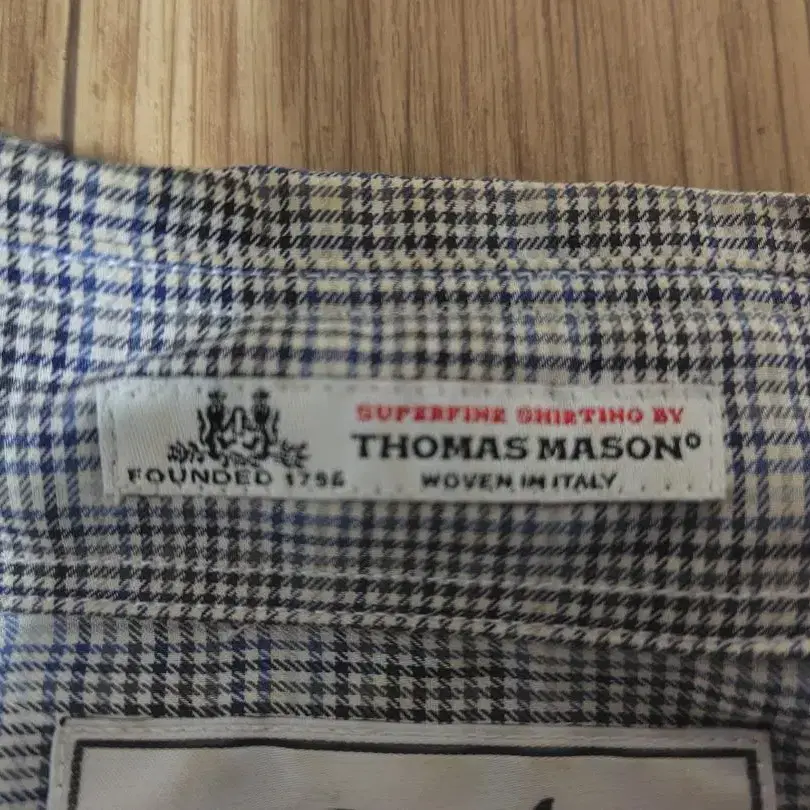 SUPERFINE SHIRTING BY
THOMAS MASON°
FOUNDED 1796
WOVEN IN ITALY